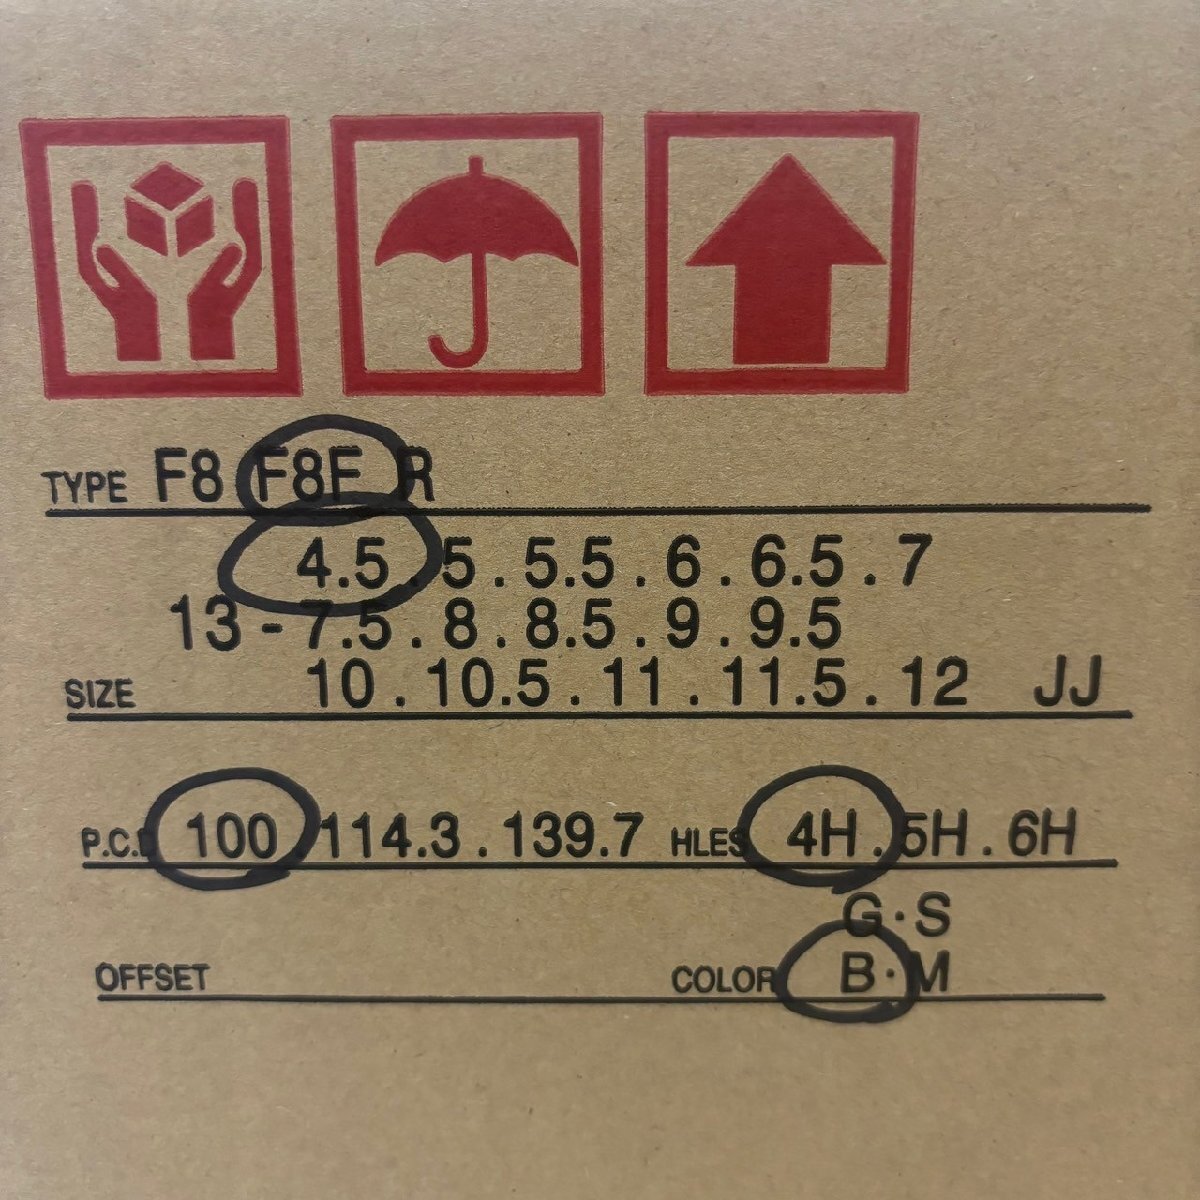 TYPE F8 F8F R
4.5 . 5 . 5.5 . 6 . 6.5 . 7
13 - 7.5 . 8 . 8.5 . 9 . 9.5
SIZE 10 . 10.5 . 11 . 11.5 . 12 JJ
P.C.D 100 114.3 . 139.7 HLES 4H . 5H . 6H
G · S
OFFSET COLOR B · M